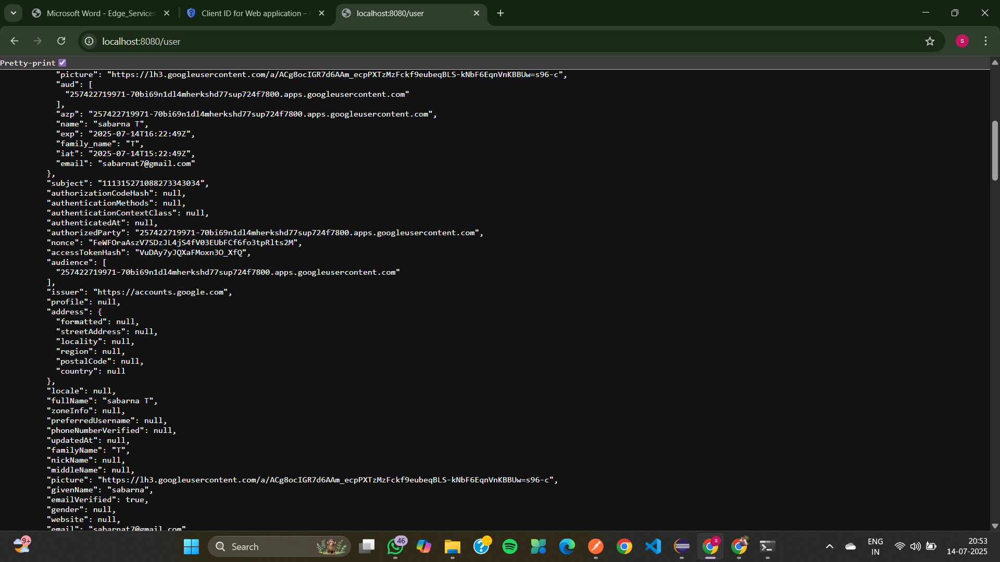 Microsoft Word - Edge_Services
Client ID for Web application –
localhost:8080/user
localhost:8080/user
S
Pretty-print
"picture": "https://lh3.googleusercontent.com/a/ACg8ocIGR7d6AAm_ecpPXTzMzFckf9eubeqBLS-kNbF6EqnVnKBBUw=s96-c",
"aud": [
"257422719971-70bi69n1dl4mherkshd77sup724f7800.apps.googleusercontent.com"
],
"azp": "257422719971-70bi69n1dl4mherkshd77sup724f7800.apps.googleusercontent.com",
"name": "sabarna T",
"exp": "2025-07-14T16:22:49Z",
"family_name": "T",
"iat": "2025-07-14T15:22:49Z",
"email": "sabarnat7@gmail.com"
},
"subject": "111315271088273343034",
"authorizationCodeHash": null,
"authenticationMethods": null,
"authenticationContextClass": null,
"authenticatedAt": null,
"authorizedParty": "257422719971-70bi69n1dl4mherkshd77sup724f7800.apps.googleusercontent.com",
"nonce": "FeWFOraAszV7SDzJL4jS4fV03EUbFCf6fo3tpRlts2M",
"accessTokenHash": "VuDAy7yJQXaFMoxn3O_XfQ",
"audience": [
"257422719971-70bi69n1dl4mherkshd77sup724f7800.apps.googleusercontent.com"
],
"issuer": "https://accounts.google.com",
"profile": null,
"address": {
"formatted": null,
"streetAddress": null,
"locality": null,
"region": null,
"postalCode": null,
"country": null
},
"locale": null,
"fullName": "sabarna T",
"zoneInfo": null,
"preferredUsername": null,
"phoneNumberVerified": null,
"updatedAt": null,
"familyName": "T",
"nickName": null,
"middleName": null,
"picture": "https://lh3.googleusercontent.com/a/ACg8ocIGR7d6AAm_ecpPXTzMzFckf9eubeqBLS-kNbF6EqnVnKBBUw=s96-c",
"givenName": "sabarna",
"emailVerified": true,
"gender": null,
"website": null,
"email": "sabarnat7@gmail.com"
9+
Search
46
S
ENG
IN
20:53
14-07-2025